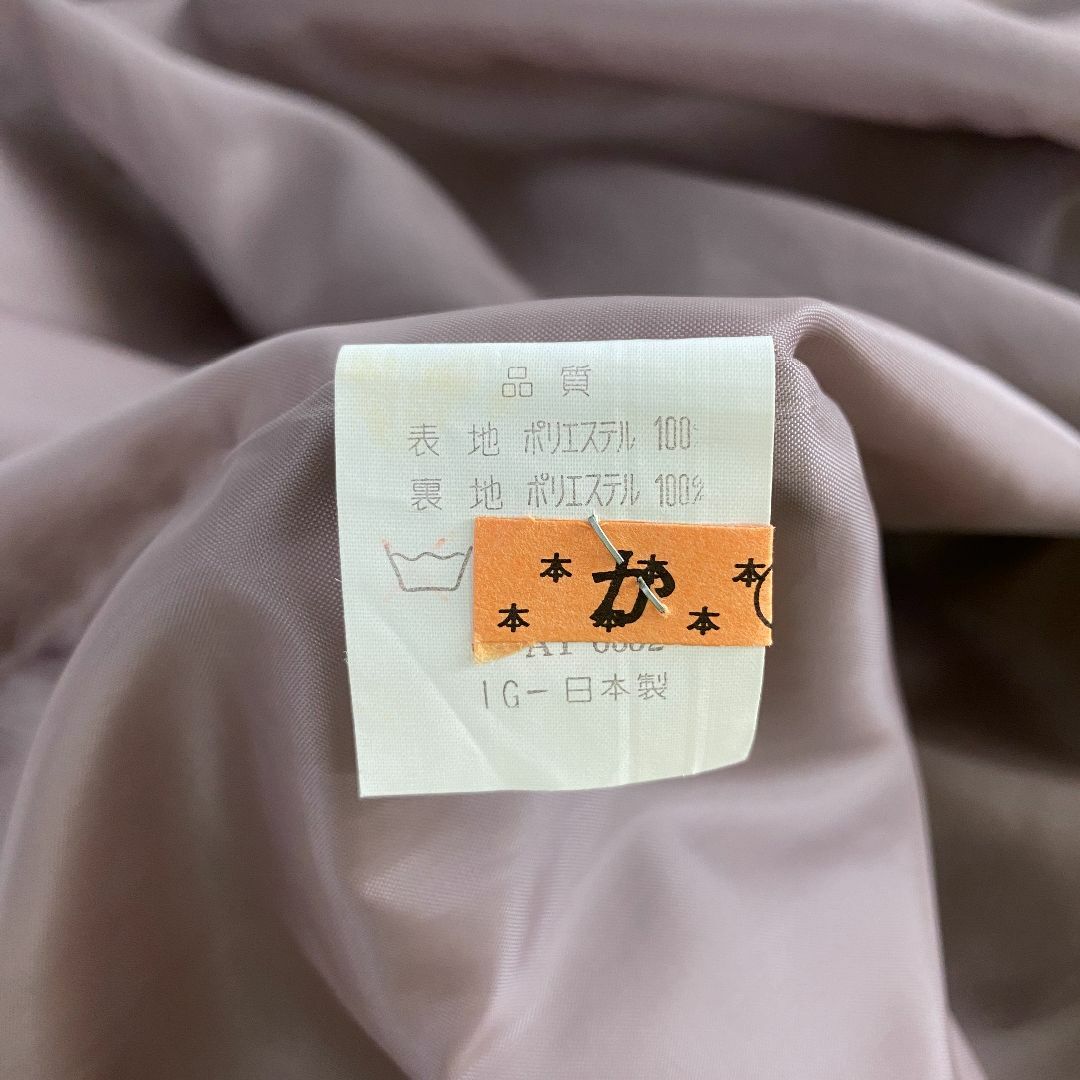 品質
表地 ポリエステル 100
裏地 ポリエステル 100%
本 か 本 本
本 本 本
IG-日本製